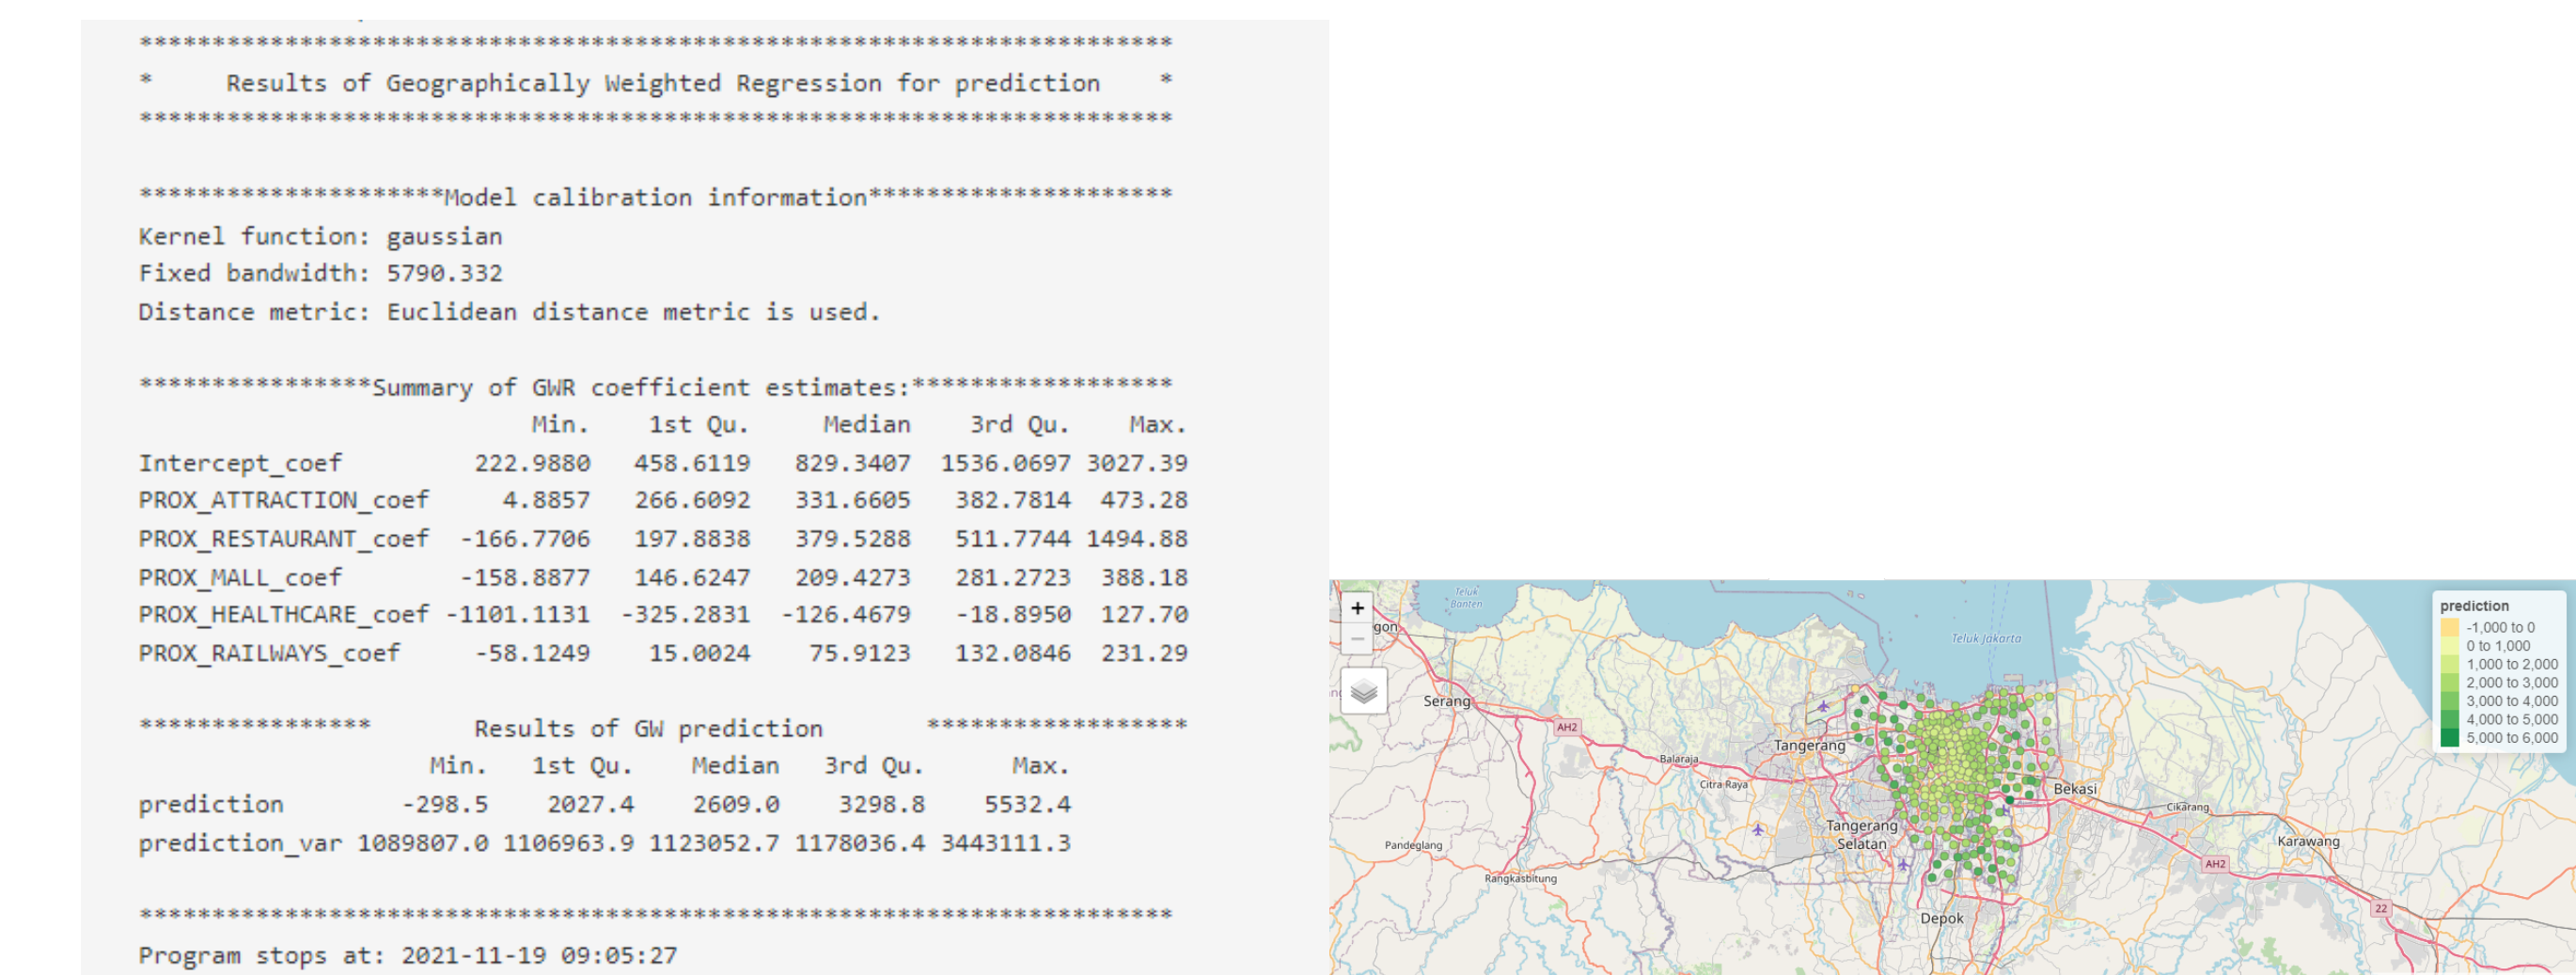 **********************************************************************
* Results of Geographically Weighted Regression for prediction *
**********************************************************************
*********************Model calibration information*********************
Kernel function: gaussian
Fixed bandwidth: 5790.332
Distance metric: Euclidean distance metric is used.
****************Summary of GWR coefficient estimates:******************
Min. 1st Qu. Median 3rd Qu. Max.
Intercept_coef 222.9880 458.6119 829.3407 1536.0697 3027.39
PROX_ATTRACTION_coef 4.8857 266.6092 331.6605 382.7814 473.28
PROX_RESTAURANT_coef -166.7706 197.8838 379.5288 511.7744 1494.88
PROX_MALL_coef -158.8877 146.6247 209.4273 281.2723 388.18
PROX_HEALTHCARE_coef -1101.1131 -325.2831 -126.4679 -18.8950 127.70
PROX_RAILWAYS_coef -58.1249 15.0024 75.9123 132.0846 231.29
**************** Results of GW prediction ******************
Min. 1st Qu. Median 3rd Qu. Max.
prediction -298.5 2027.4 2609.0 3298.8 5532.4
prediction_var 1089807.0 1106963.9 1123052.7 1178036.4 3443111.3
**********************************************************************
Program stops at: 2021-11-19 09:05:27
+
−
gon
Teluk
Banten
Teluk Jakarta
Serang
AH2
Tangerang
Balaraja
Citra Raya
Bekasi
Cikarang
Tangerang
Selatan
Pandeglang
Rangkasbitung
Karawang
AH2
22
Depok
prediction
-1,000 to 0
0 to 1,000
1,000 to 2,000
2,000 to 3,000
3,000 to 4,000
4,000 to 5,000
5,000 to 6,000